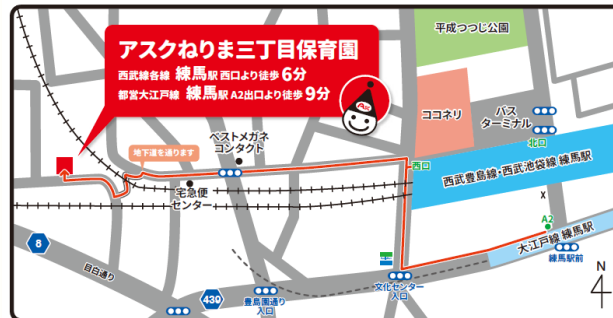 アスクねりま三丁目保育園
西武線各線 練馬駅 西口より徒歩6分
都営大江戸線 練馬駅 A2出口より徒歩9分
平成つつじ公園
ココネリ
バス
ターミナル
北口
ベストメガネ
コンタクト
地下道を通ります
西口
西武豊島線・西武池袋線 練馬駅
宅急便
センター
A2
大江戸線 練馬駅
練馬駅前
8
目白通り
430
豊島園通り
入口
文化センター
入口
N
4